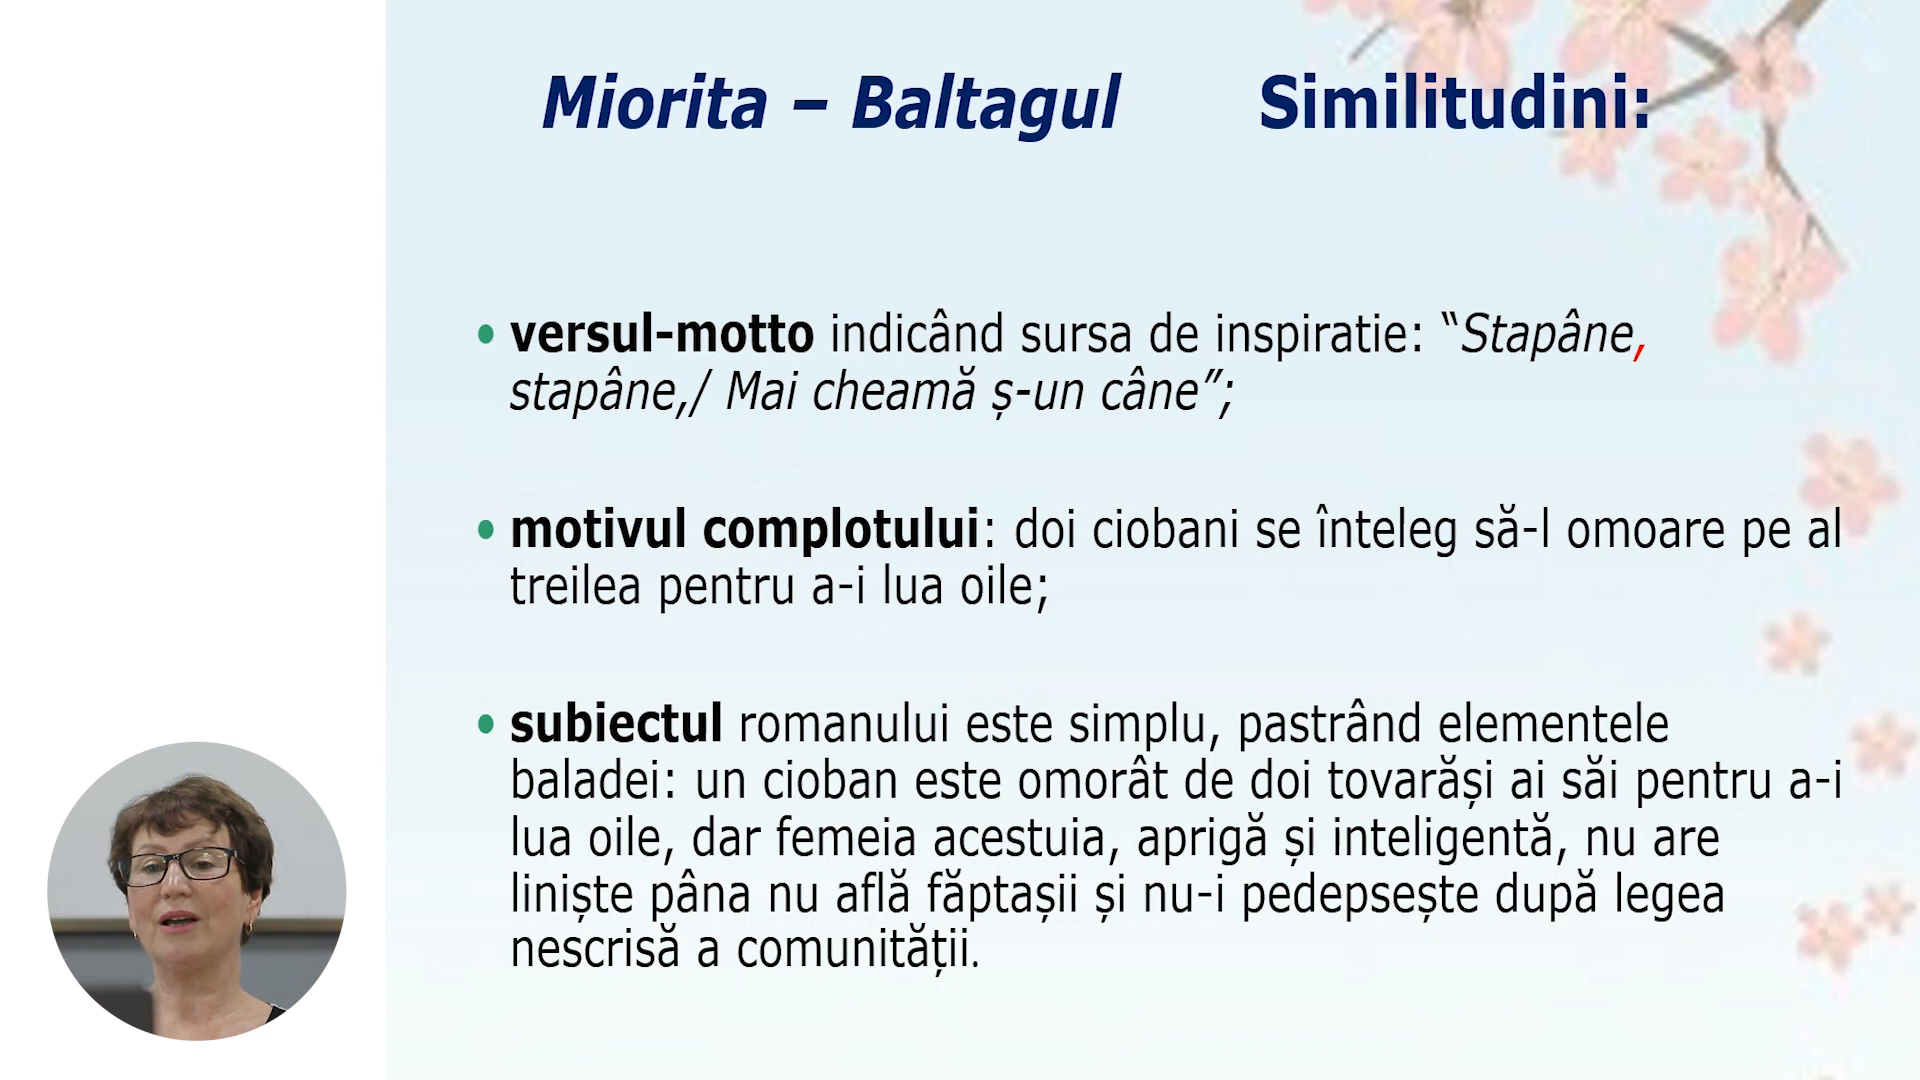 Miorita – Baltagul Similitudini:
• versul-motto indicând sursa de inspiratie: “Stapâne,
stapâne,/ Mai cheamă ș-un câne”;
• motivul complotului: doi ciobani se înteleg să-l omoare pe al
treilea pentru a-i lua oile;
• subiectul romanului este simplu, pastrând elementele
baladei: un cioban este omorât de doi tovarăși ai săi pentru a-i
lua oile, dar femeia acestuia, aprigă și inteligentă, nu are
liniște pâna nu află făptașii și nu-i pedepsește după legea
nescrisă a comunității.